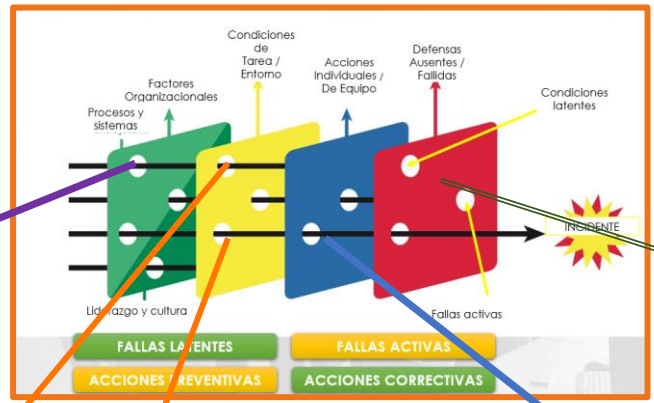 Condiciones
de
Tarea /
Entorno
Defensas
Ausentes /
Fallidas
Acciones
Individuales /
De Equipo
Factores
Organizacionales
Condiciones
latentes
Procesos y
sistemas
INCIDENTE
Liderazgo y cultura
Fallas activas
FALLAS LATENTES
FALLAS ACTIVAS
ACCIONES PREVENTIVAS
ACCIONES CORRECTIVAS